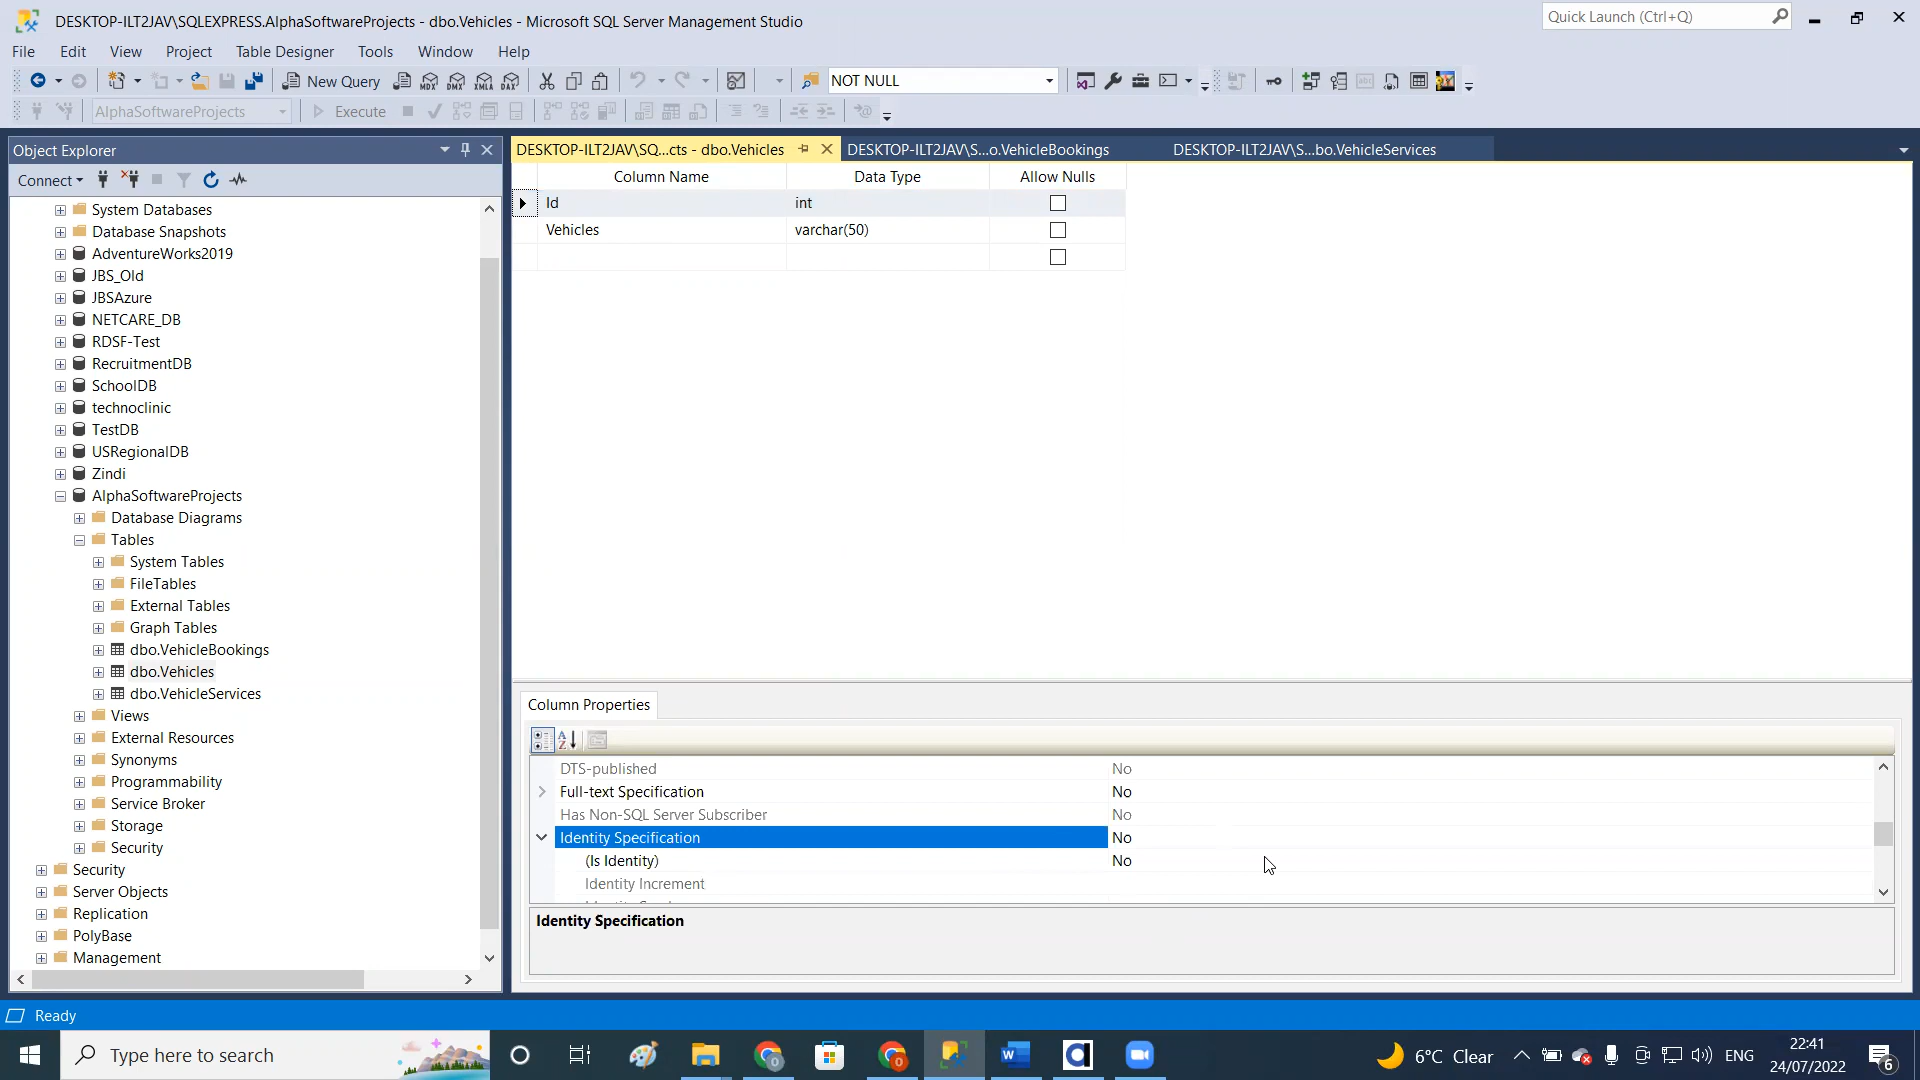 DESKTOP-ILT2JAV\SQLEXPRESS.AlphaSoftwareProjects - dbo.Vehicles - Microsoft SQL Server Management Studio
Quick Launch (Ctrl+Q)
File Edit View Project Table Designer Tools Window Help
New Query MDX DMX XMLA DAX NOT NULL
AlphaSoftwareProjects Execute
Object Explorer
Connect
System Databases
Database Snapshots
AdventureWorks2019
JBS_Old
JBSAzure
NETCARE_DB
RDSF-Test
RecruitmentDB
SchoolDB
technoclinic
TestDB
USRegionalDB
Zindi
AlphaSoftwareProjects
Database Diagrams
Tables
System Tables
FileTables
External Tables
Graph Tables
dbo.VehicleBookings
dbo.Vehicles
dbo.VehicleServices
Views
External Resources
Synonyms
Programmability
Service Broker
Storage
Security
Security
Server Objects
Replication
PolyBase
Management
DESKTOP-ILT2JAV\SQ...cts - dbo.Vehicles DESKTOP-ILT2JAV\S...o.VehicleBookings DESKTOP-ILT2JAV\S...bo.VehicleServices
Column Name Data Type Allow Nulls
Id int
Vehicles varchar(50)
Column Properties
DTS-published No
Full-text Specification No
Has Non-SQL Server Subscriber No
Identity Specification No
(Is Identity) No
Identity Increment
Identity Specification
Ready
Type here to search
6°C Clear
ENG
22:41
24/07/2022
6